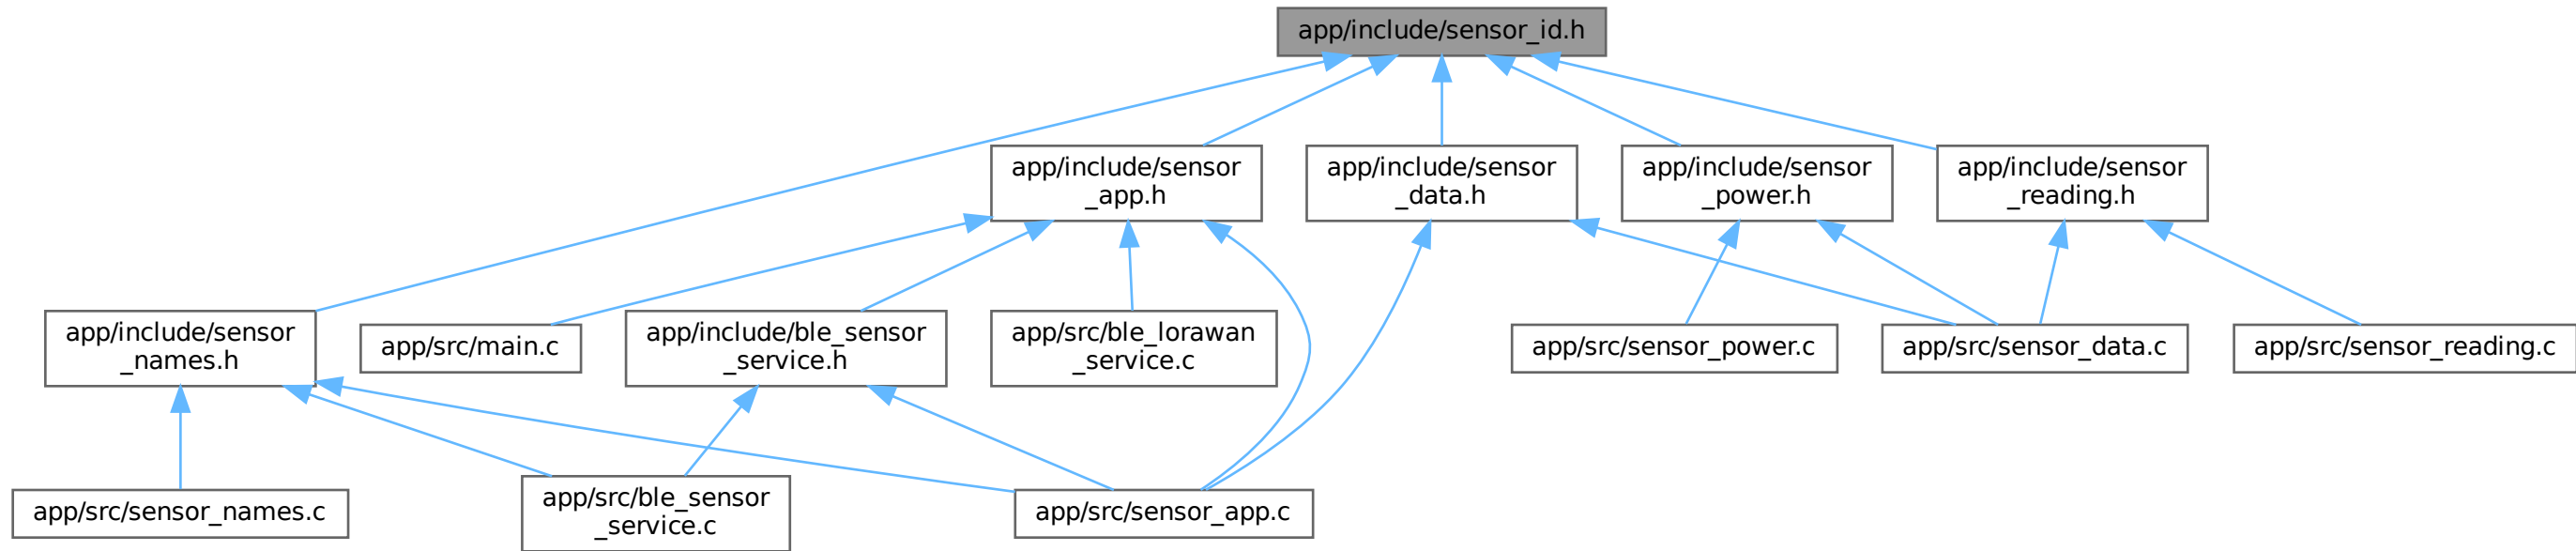 app/include/sensor_id.h
app/include/sensor
_app.h
app/include/sensor
_data.h
app/include/sensor
_power.h
app/include/sensor
_reading.h
app/include/sensor
_names.h
app/src/main.c
app/include/ble_sensor
_service.h
app/src/ble_lorawan
_service.c
app/src/sensor_power.c
app/src/sensor_data.c
app/src/sensor_reading.c
app/src/sensor_names.c
app/src/ble_sensor
_service.c
app/src/sensor_app.c